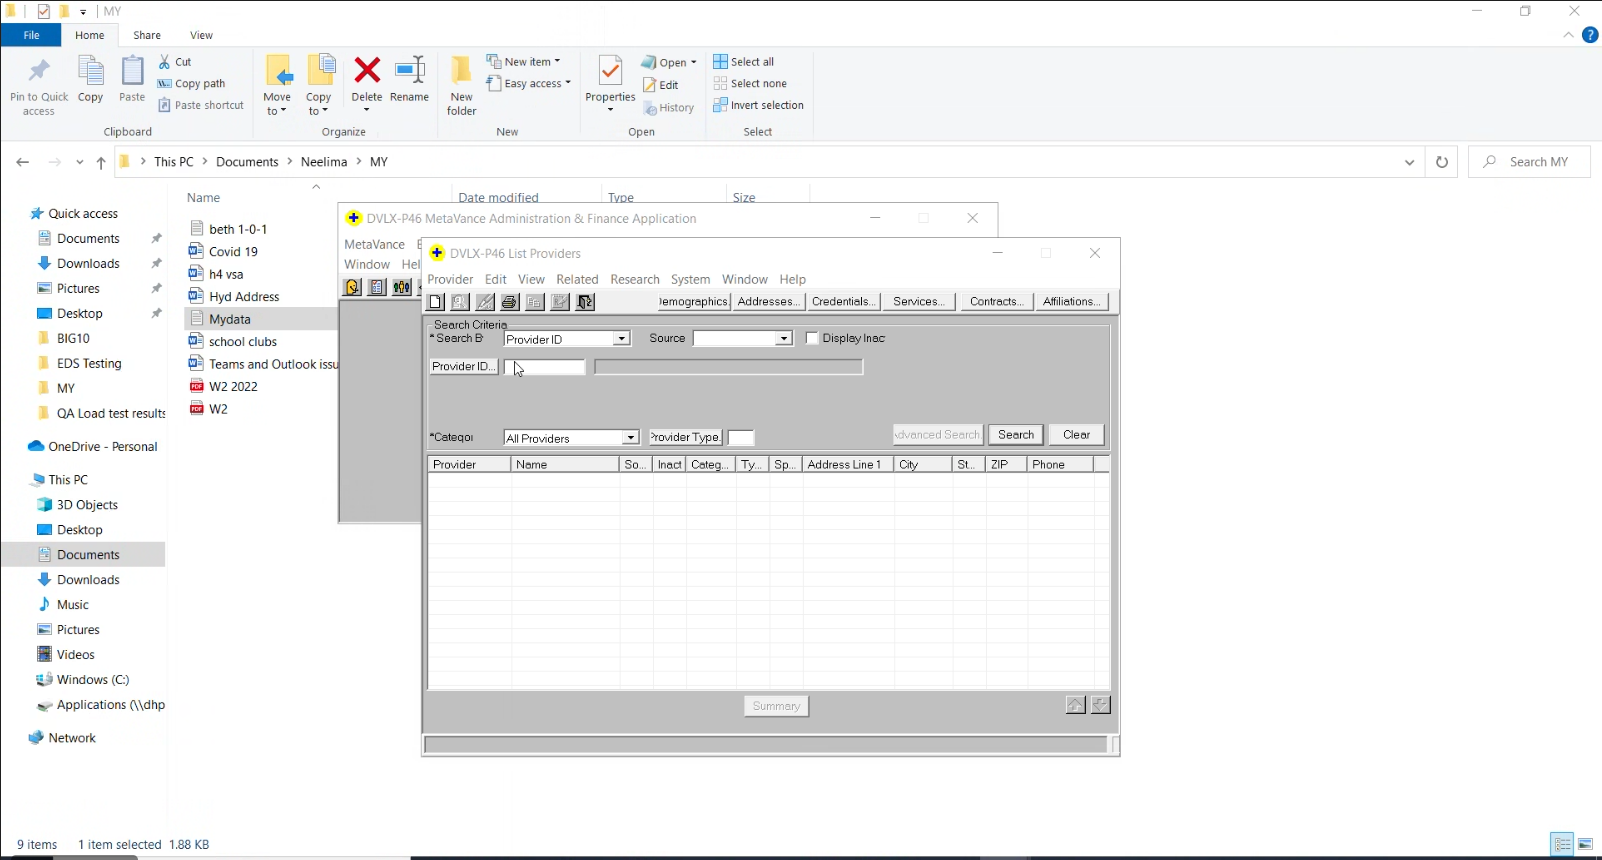 MY
File Home Share View
Pin to Quick access
Copy
Paste
Cut
Copy path
Paste shortcut
Clipboard
Move to
Copy to
Delete
Rename
Organize
New folder
New item
Easy access
New
Properties
Open
Edit
History
Open
Select all
Select none
Invert selection
Select
This PC > Documents > Neelima > MY
Search MY
Name Date modified Type Size
Quick access
Documents
Downloads
Pictures
Desktop
BIG10
EDS Testing
MY
QA Load test results
OneDrive - Personal
This PC
3D Objects
Desktop
Documents
Downloads
Music
Pictures
Videos
Windows (C:)
Applications (\\dhp
Network
beth 1-0-1
Covid 19
h4 vsa
Hyd Address
Mydata
school clubs
Teams and Outlook issu
W2 2022
W2
DVLX-P46 MetaVance Administration & Finance Application
MetaVance E
Window Hel
DVLX-P46 List Providers
Provider Edit View Related Research System Window Help
emographics. Addresses... Credentials... Services... Contracts... Affiliations...
Search Criteria
*Search B Provider ID Source Display Inac
Provider ID...
*Categor All Providers Provider Type. dvanced Search Search Clear
Provider Name So... Inact Categ... Ty... Sp... Address Line 1 City St... ZIP Phone
Summary
9 items 1 item selected 1.88 KB